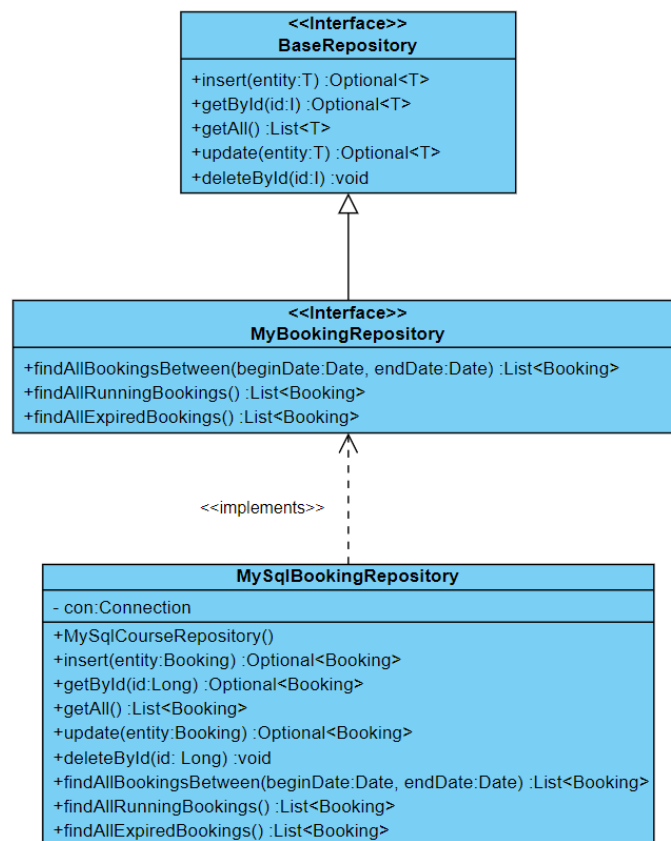 <<Interface>>
BaseRepository
+insert(entity:T) :Optional<T>
+getById(id:I) :Optional<T>
+getAll() :List<T>
+update(entity:T) :Optional<T>
+deleteById(id:I) :void
<<Interface>>
MyBookingRepository
+findAllBookingsBetween(beginDate:Date, endDate:Date) :List<Booking>
+findAllRunningBookings() :List<Booking>
+findAllExpiredBookings() :List<Booking>
<<implements>>
MySqlBookingRepository
- con:Connection
+MySqlCourseRepository()
+insert(entity:Booking) :Optional<Booking>
+getById(id:Long) :Optional<Booking>
+getAll() :List<Booking>
+update(entity:Booking) :Optional<Booking>
+deleteById(id: Long) :void
+findAllBookingsBetween(beginDate:Date, endDate:Date) :List<Booking>
+findAllRunningBookings() :List<Booking>
+findAllExpiredBookings() :List<Booking>